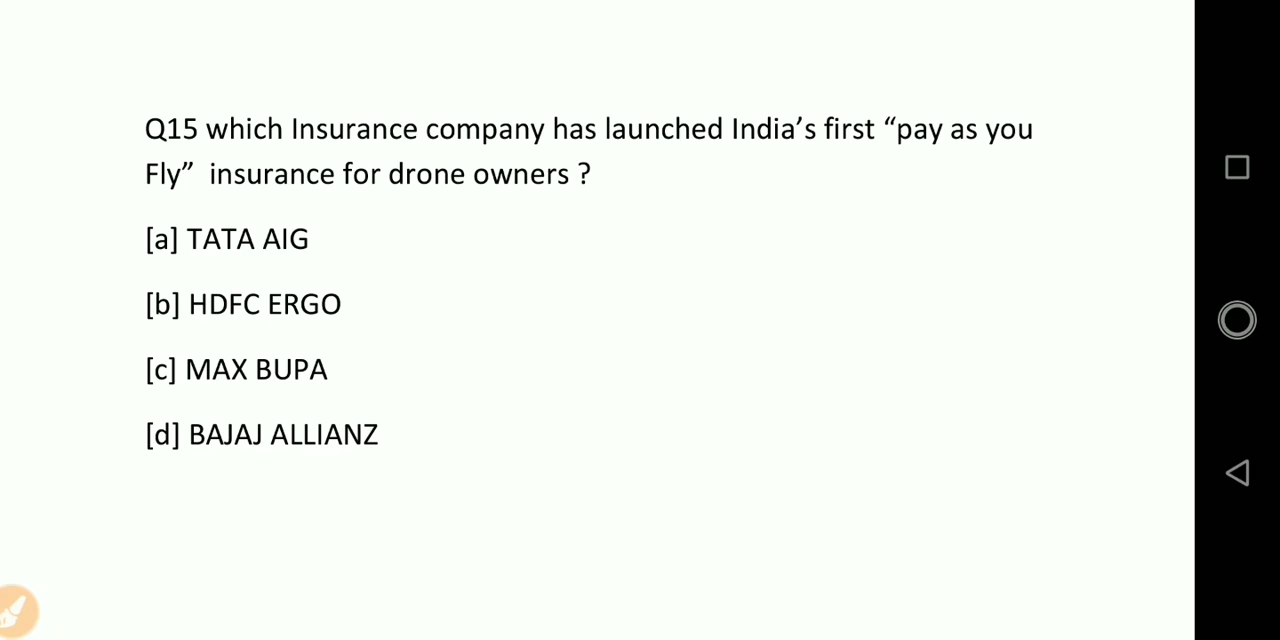 Q15 which Insurance company has launched India’s first “pay as you
Fly”  insurance for drone owners ?
[a] TATA AIG
[b] HDFC ERGO
[c] MAX BUPA
[d] BAJAJ ALLIANZ